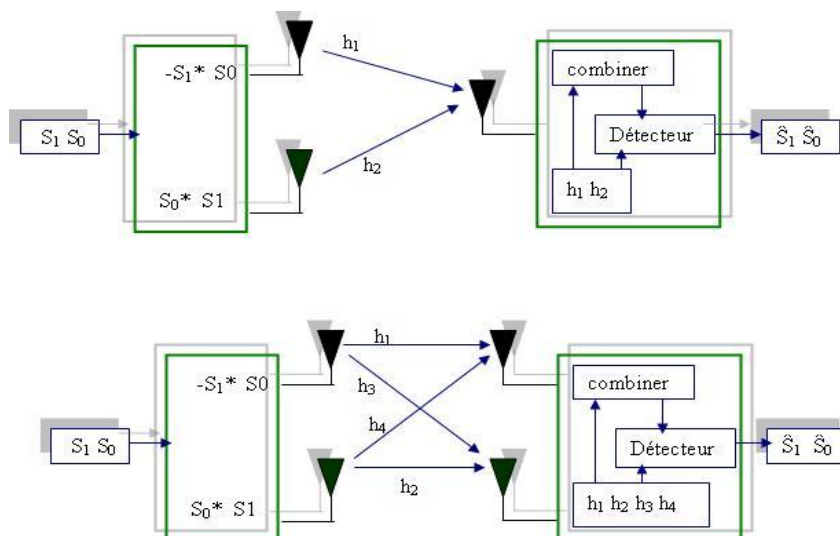 h₁
-S₁* S0
combiner
S₁ S₀
Détecteur
Ŝ₁ Ŝ₀
h₂
h₁ h₂
S₀* S1
h₁
-S₁* S0
h₃
combiner
h₄
S₁ S₀
Détecteur
Ŝ₁ Ŝ₀
h₂
S₀* S1
h₁ h₂ h₃ h₄